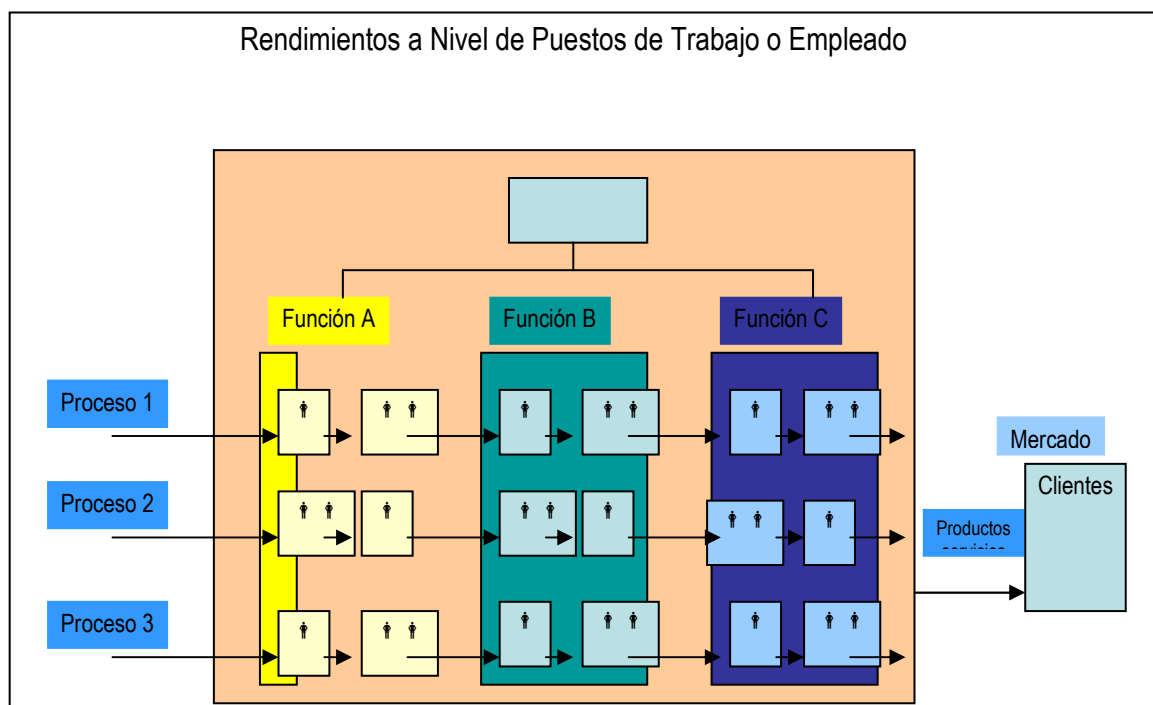 Rendimientos a Nivel de Puestos de Trabajo o Empleado
Función A
Función B
Función C
Proceso 1
Proceso 2
Proceso 3
Mercado
Clientes
Productos